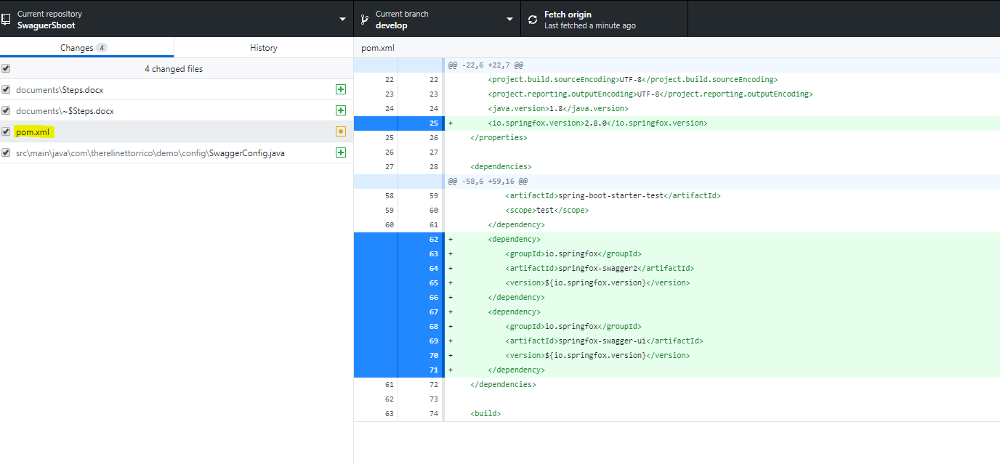 Current repository
SwaguerSboot
Current branch
develop
Fetch origin
Last fetched a minute ago
Changes 4
History
4 changed files
documents\Steps.docx
documents\~$Steps.docx
pom.xml
src\main\java\com\therelinettorrico\demo\config\SwaggerConfig.java
pom.xml
@@ -22,6 +22,7 @@
22 22 <project.build.sourceEncoding>UTF-8</project.build.sourceEncoding>
23 23 <project.reporting.outputEncoding>UTF-8</project.reporting.outputEncoding>
24 24 <java.version>1.8</java.version>
25 + <io.springfox.version>2.8.0</io.springfox.version>
25 26 </properties>
26 27
27 28 <dependencies>
@@ -58,6 +59,16 @@
58 59 <artifactId>spring-boot-starter-test</artifactId>
59 60 <scope>test</scope>
60 61 </dependency>
62 + <dependency>
63 + <groupId>io.springfox</groupId>
64 + <artifactId>springfox-swagger2</artifactId>
65 + <version>${io.springfox.version}</version>
66 + </dependency>
67 + <dependency>
68 + <groupId>io.springfox</groupId>
69 + <artifactId>springfox-swagger-ui</artifactId>
70 + <version>${io.springfox.version}</version>
71 + </dependency>
61 72 </dependencies>
62 73
63 74 <build>